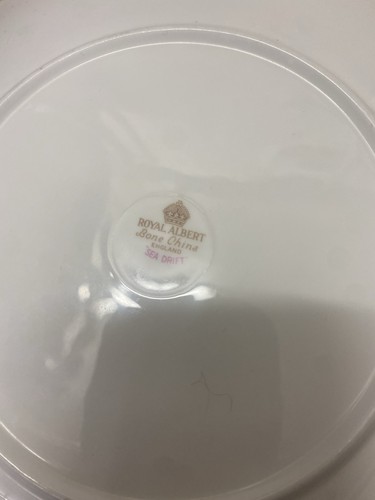 ROYAL ALBERT
Bone China
ENGLAND
SEA DRIFT